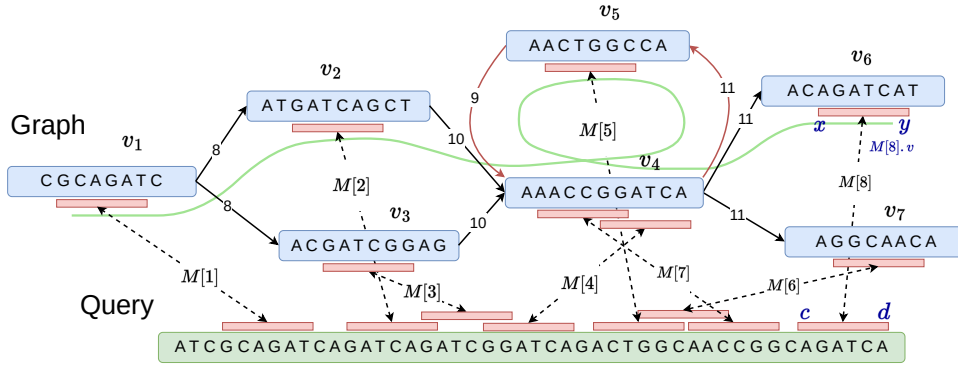 v5
AACTGGCCA
v6
ACAGATCAT
x y
M[8].v
v2
ATGATCAGCT
9
11
11
Graph
v1
8
10
M[5]
v4
CGCAGATC
M[2]
AAACCGGATCA
M[8]
8
v3
10
11
v7
ACGATCGGAG
AGGCAACA
M[1]
M[3]
M[4]
M[7]
M[6]
Query
c d
ATCGCAGATCAGATCAGATCGGATCAGACTGGCAACCGGCAGATCA